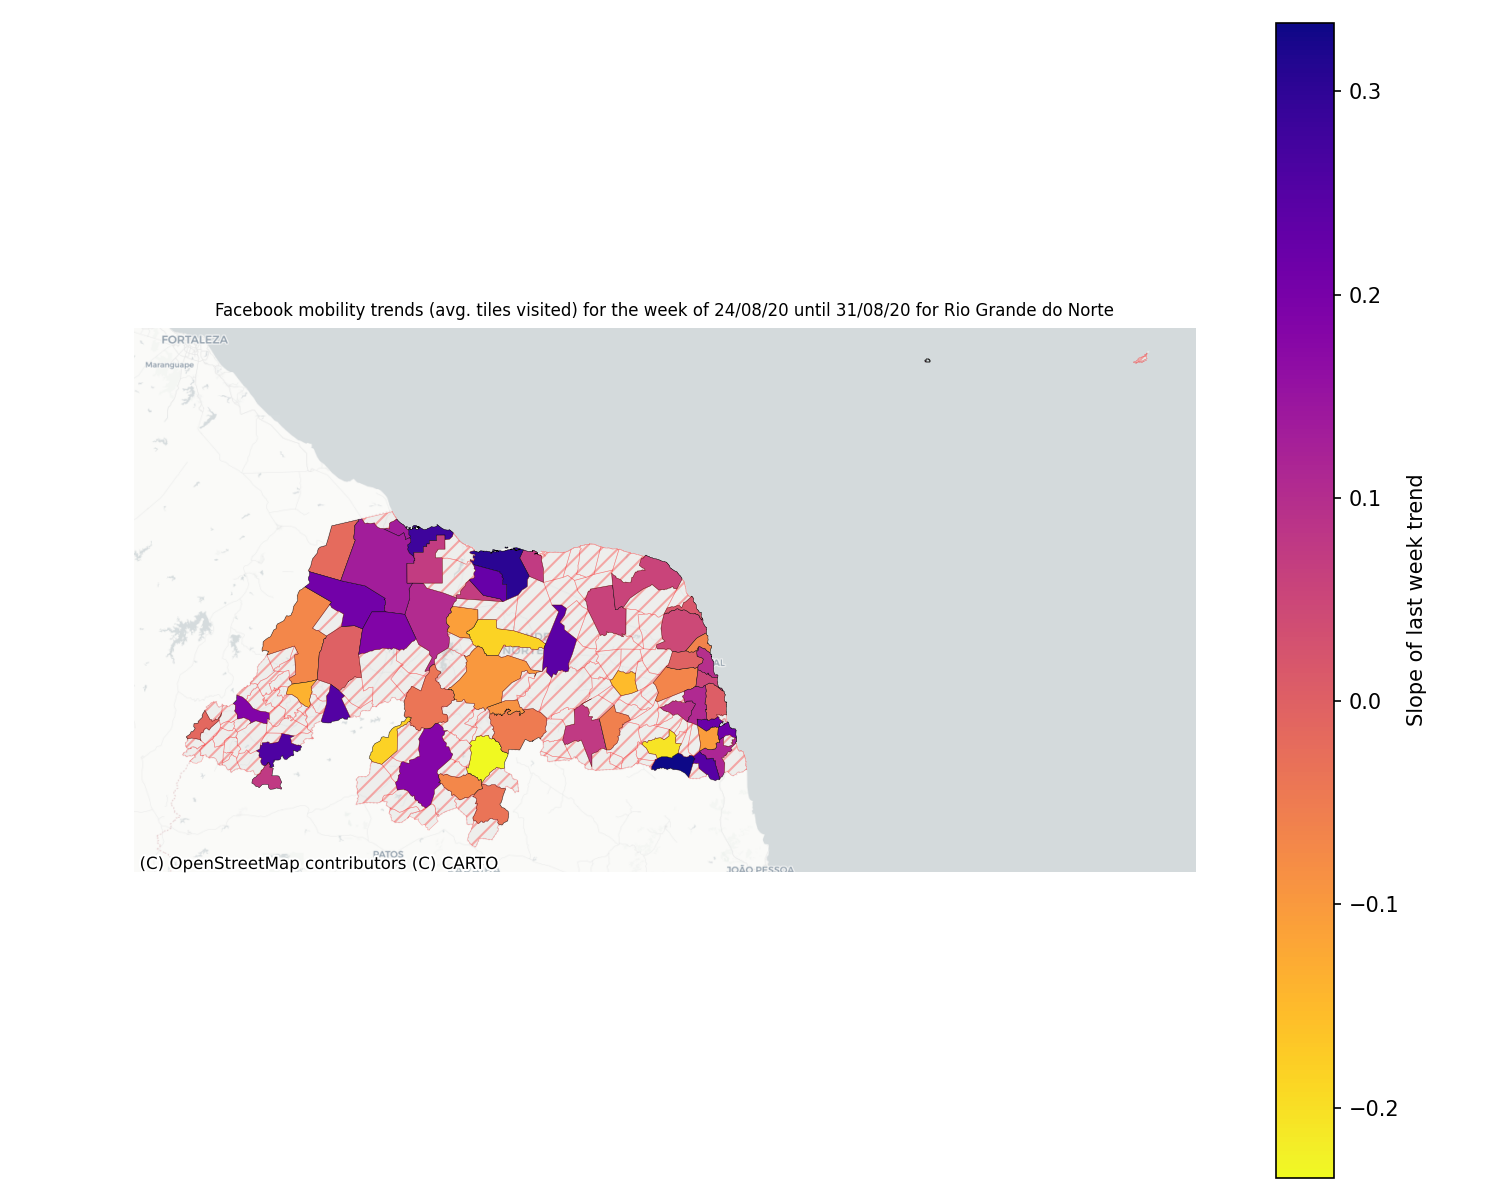 Facebook mobility trends (avg. tiles visited) for the week of 24/08/20 until 31/08/20 for Rio Grande do Norte
FORTALEZA
Maranguape
NORTE
AL
PATOS
JOÃO PESSOA
(C) OpenStreetMap contributors (C) CARTO
0.3
0.2
0.1
0.0
−0.1
−0.2
Slope of last week trend